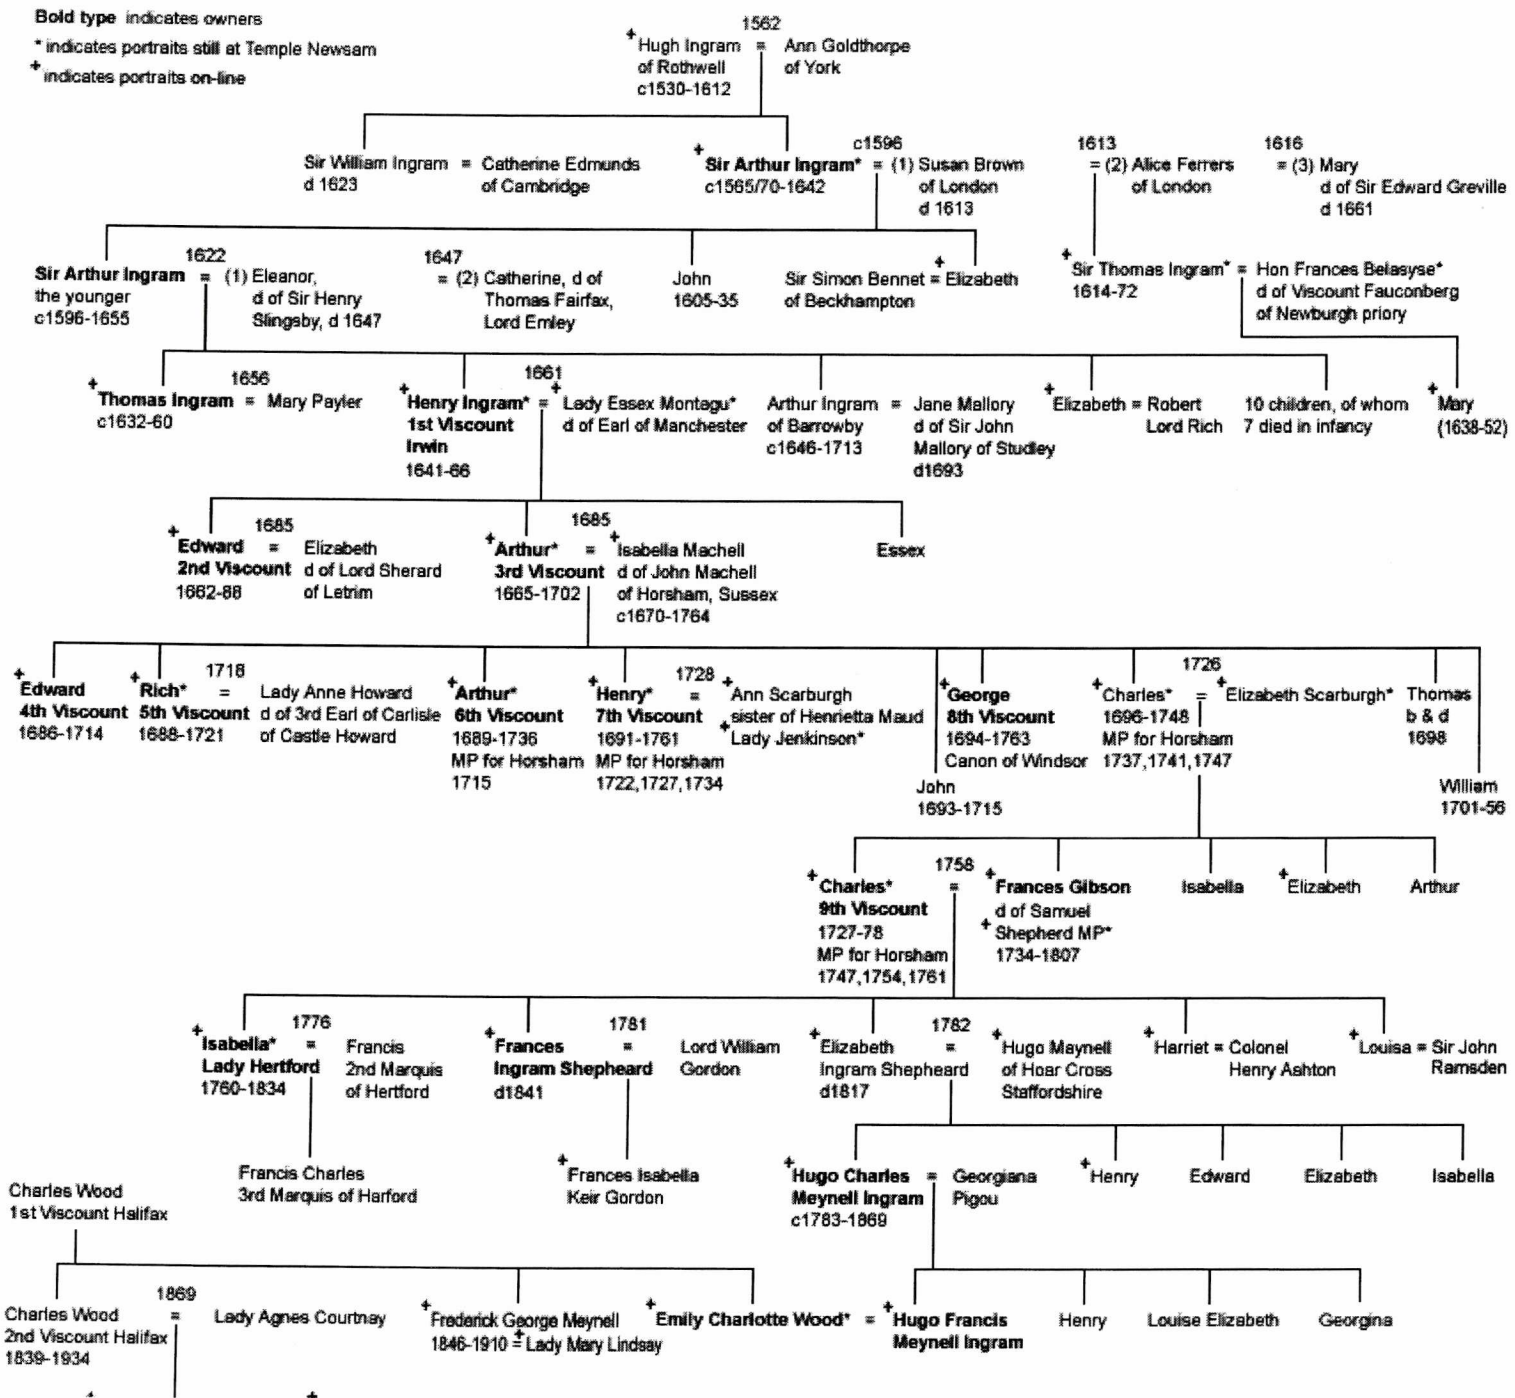 Bold type indicates owners
* indicates portraits still at Temple Newsam
+ indicates portraits on-line
1562
+ Hugh Ingram = Ann Goldthorpe
of Rothwell of York
c1530-1612
c1596 1613 1616
Sir William Ingram = Catherine Edmunds + Sir Arthur Ingram* = (1) Susan Brown = (2) Alice Ferrers = (3) Mary
d 1623 of Cambridge c1565/70-1642 of London of London d of Sir Edward Greville
d 1613 d 1661
1622 1647
Sir Arthur Ingram = (1) Eleanor, = (2) Catherine, d of John Sir Simon Bennet = + Elizabeth + Sir Thomas Ingram* = Hon Frances Belasyse*
the younger d of Sir Henry Thomas Fairfax, 1605-35 of Beckhampton 1614-72 d of Viscount Fauconberg
c1596-1655 Slingsby, d 1647 Lord Emley of Newburgh priory
1656 1661
+ Thomas Ingram = Mary Payler + Henry Ingram* = + Lady Essex Montagu* Arthur Ingram = Jane Mallory + Elizabeth = Robert 10 children, of whom + Mary
c1632-60 1st Viscount d of Earl of Manchester of Barrowby d of Sir John Lord Rich 7 died in infancy (1638-52)
Irwin c1646-1713 Mallory of Studley
1641-66 d1693
1685 1685
+ Edward = Elizabeth + Arthur* = + Isabella Machell Essex
2nd Viscount d of Lord Sherard 3rd Viscount d of John Machell
1662-88 of Letrim 1665-1702 of Horsham, Sussex
c1670-1764
1718 1728 1726
+ Edward + Rich* = Lady Anne Howard + Arthur* + Henry* = + Ann Scarburgh + George + Charles* = + Elizabeth Scarburgh* Thomas
4th Viscount 5th Viscount d of 3rd Earl of Carlisle 6th Viscount 7th Viscount sister of Henrietta Maud 8th Viscount 1696-1748 b & d
1686-1714 1688-1721 of Castle Howard 1689-1736 1691-1761 + Lady Jenkinson* 1694-1763 MP for Horsham 1698
MP for Horsham MP for Horsham Canon of Windsor 1737,1741,1747
1715 1722,1727,1734 John William
1693-1715 1701-56
1758
+ Charles* = + Frances Gibson Isabella + Elizabeth Arthur
9th Viscount d of Samuel
1727-78 + Shepherd MP*
MP for Horsham 1734-1807
1747,1754,1761
1776 1781 1782
+ Isabella* = Francis + Frances = Lord William + Elizabeth = + Hugo Maynell + Harriet = Colonel + Louisa = Sir John
Lady Hertford 2nd Marquis Ingram Shepheard Gordon Ingram Shepheard of Hoar Cross Henry Ashton Ramsden
1760-1834 of Hertford d1841 d1817 Staffordshire
Francis Charles + Frances Isabella + Hugo Charles = Georgiana + Henry Edward Elizabeth Isabella
3rd Marquis of Harford Keir Gordon Meynell Ingram Pigou
c1783-1869
Charles Wood
1st Viscount Halifax
1869
Charles Wood = Lady Agnes Courtnay + Frederick George Meynell + Emily Charlotte Wood* = + Hugo Francis Henry Louise Elizabeth Georgina
2nd Viscount Halifax 1846-1910 = + Lady Mary Lindsay Meynell Ingram
1839-1934